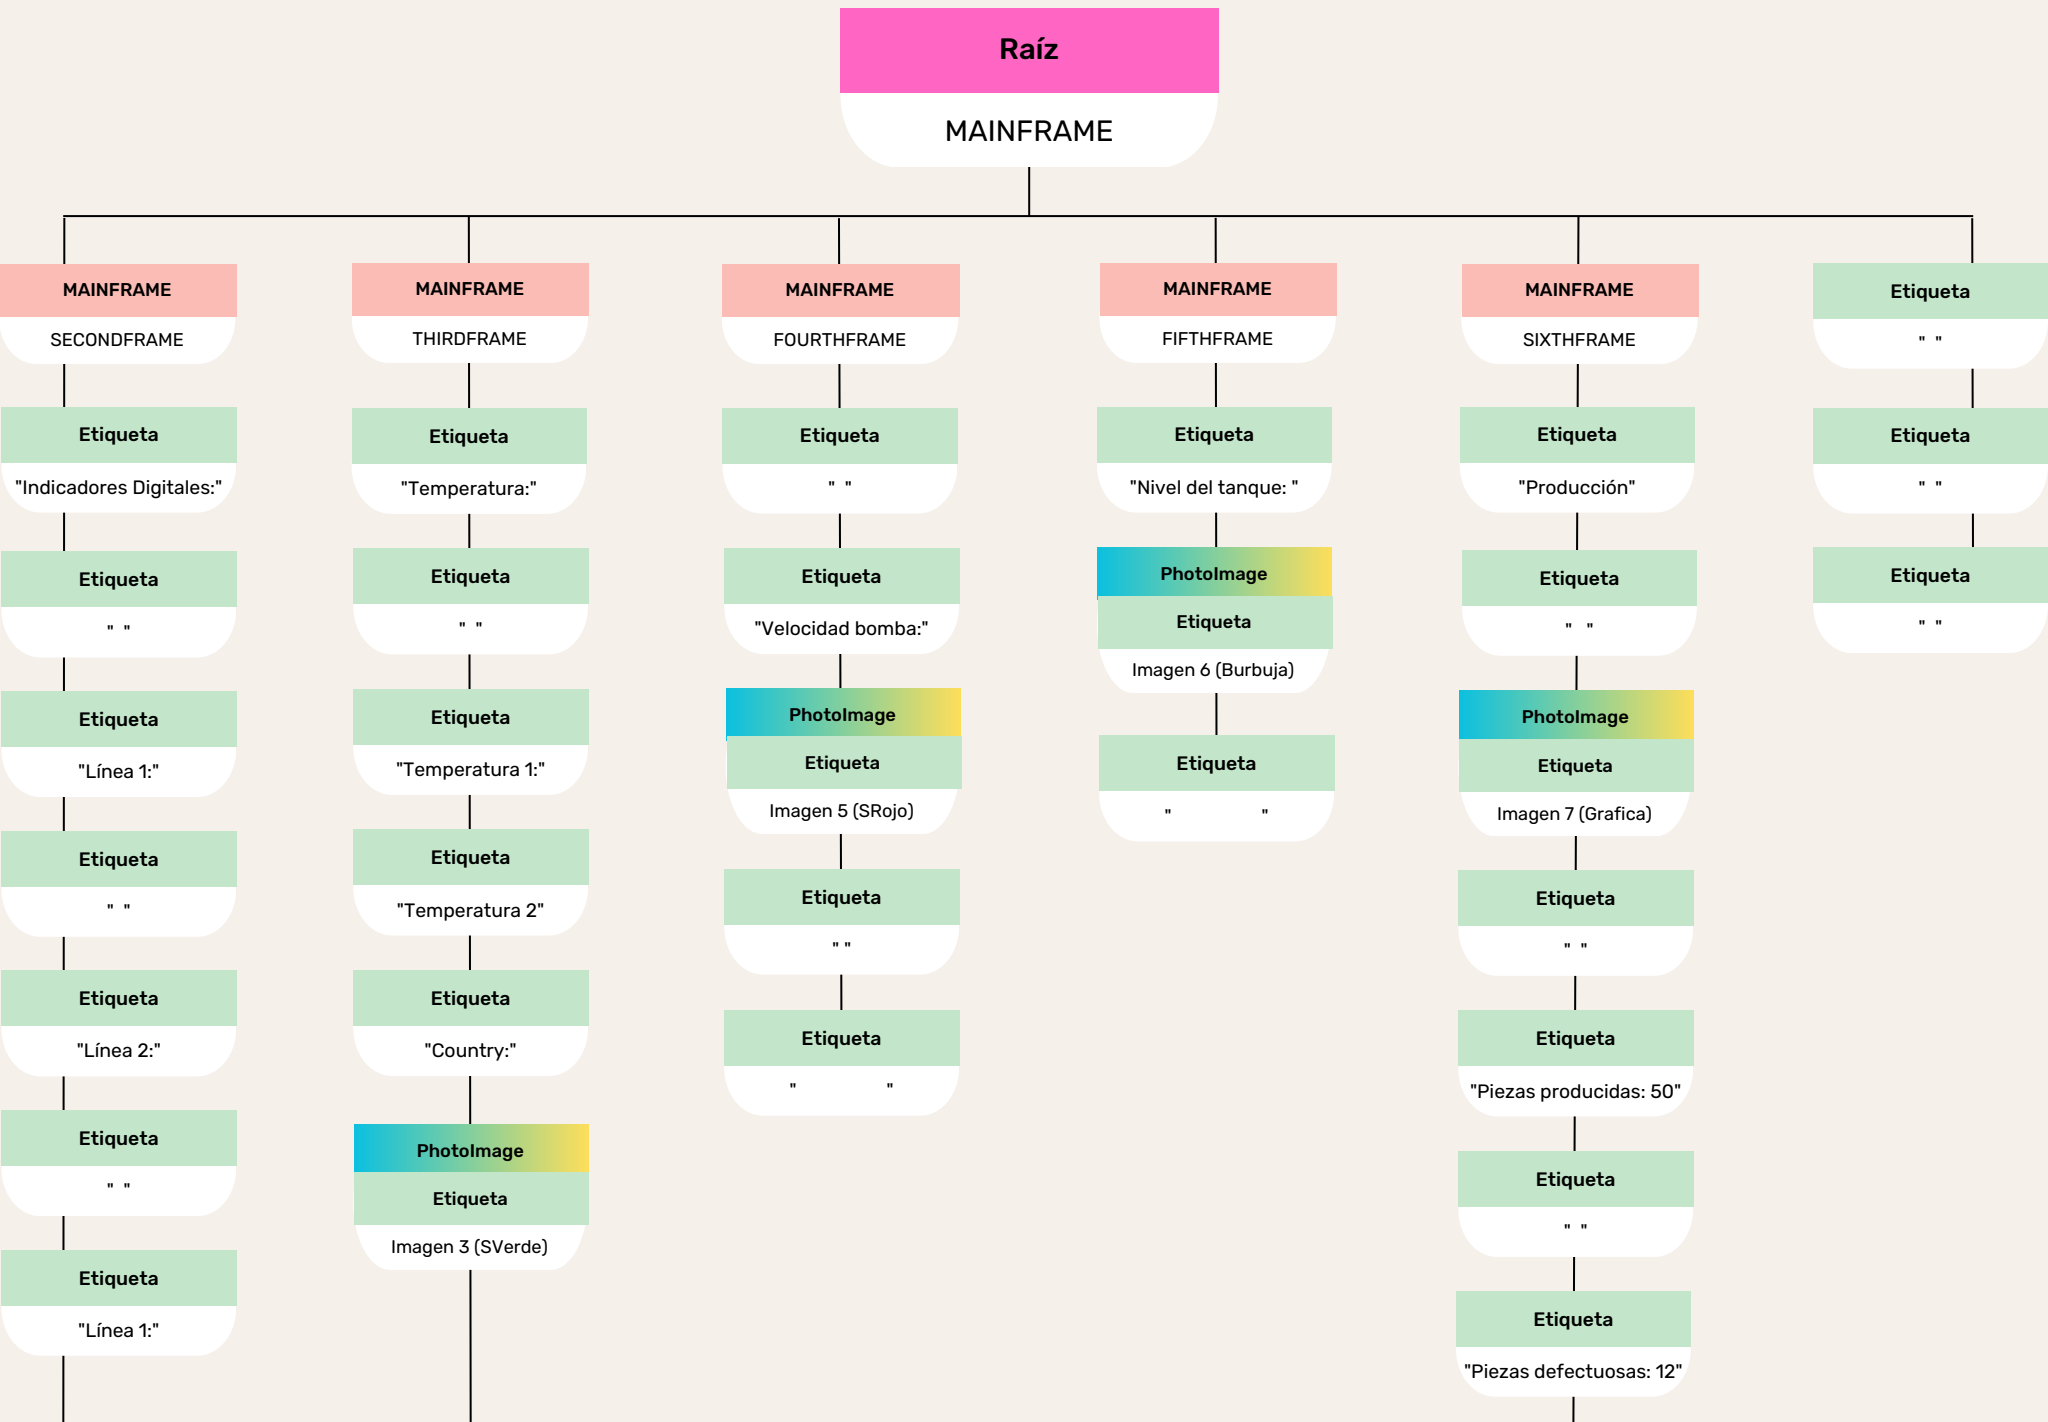 Raíz
MAINFRAME
MAINFRAME
SECONDFRAME
Etiqueta
"Indicadores Digitales:"
Etiqueta
" "
Etiqueta
"Línea 1:"
Etiqueta
" "
Etiqueta
"Línea 2:"
Etiqueta
" "
Etiqueta
"Línea 1:"
MAINFRAME
THIRDFRAME
Etiqueta
"Temperatura:"
Etiqueta
" "
Etiqueta
"Temperatura 1:"
Etiqueta
"Temperatura 2"
Etiqueta
"Country:"
PhotoImage
Etiqueta
Imagen 3 (SVerde)
MAINFRAME
FOURTHFRAME
Etiqueta
" "
Etiqueta
"Velocidad bomba:"
PhotoImage
Etiqueta
Imagen 5 (SRojo)
Etiqueta
" "
Etiqueta
" "
MAINFRAME
FIFTHFRAME
Etiqueta
"Nivel del tanque: "
PhotoImage
Etiqueta
Imagen 6 (Burbuja)
Etiqueta
" "
MAINFRAME
SIXTHFRAME
Etiqueta
"Producción"
Etiqueta
" "
PhotoImage
Etiqueta
Imagen 7 (Grafica)
Etiqueta
" "
Etiqueta
"Piezas producidas: 50"
Etiqueta
" "
Etiqueta
"Piezas defectuosas: 12"
Etiqueta
" "
Etiqueta
" "
Etiqueta
" "